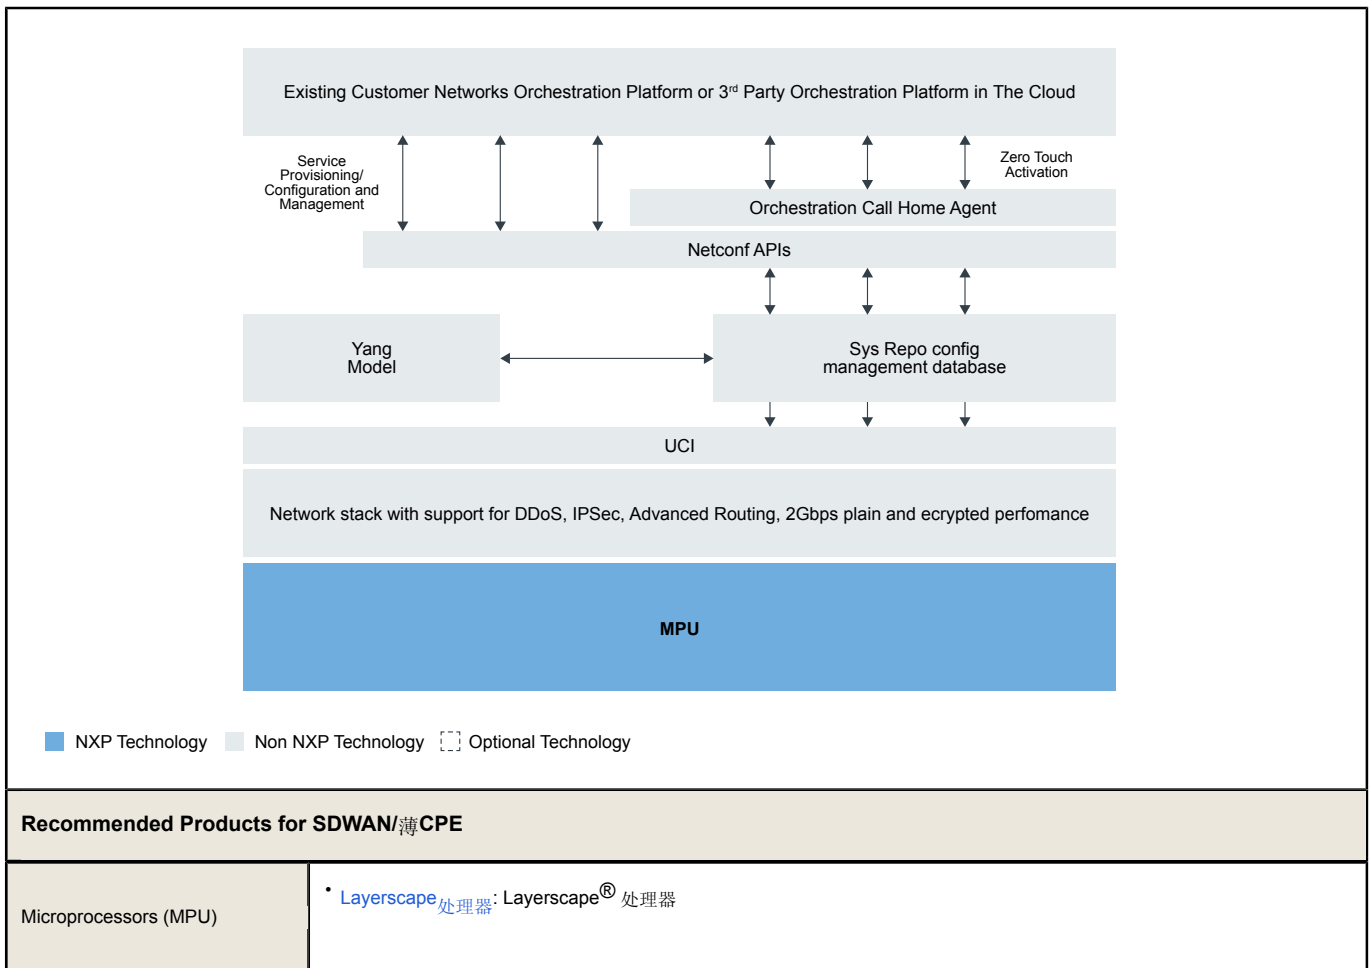 Existing Customer Networks Orchestration Platform or 3rd Party Orchestration Platform in The Cloud
Service
Provisioning/
Configuration and
Management
Zero Touch
Activation
Orchestration Call Home Agent
Netconf APIs
Yang
Model
Sys Repo config
management database
UCI
Network stack with support for DDoS, IPSec, Advanced Routing, 2Gbps plain and ecrypted perfomance
MPU
NXP Technology
Non NXP Technology
Optional Technology
Recommended Products for SDWAN/薄CPE
Microprocessors (MPU)
• Layerscape处理器: Layerscape® 处理器